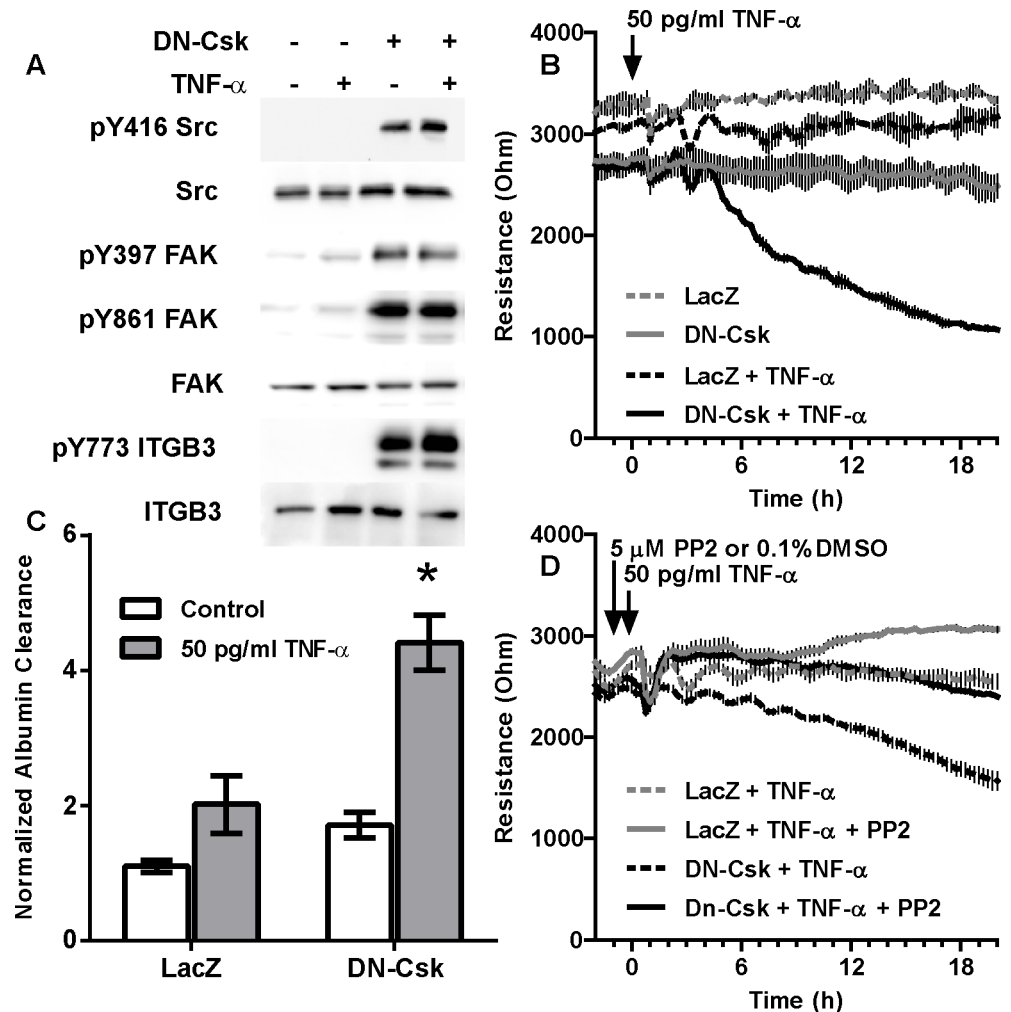 A
DN-Csk - - + +
TNF-α - + - +
pY416 Src
Src
pY397 FAK
pY861 FAK
FAK
pY773 ITGB3
ITGB3
B
50 pg/ml TNF-α
Resistance (Ohm)
4000
3000
2000
1000
0
LacZ
DN-Csk
LacZ + TNF-α
DN-Csk + TNF-α
0 6 12 18
Time (h)
C
Normalized Albumin Clearance
6
4
2
0
Control
50 pg/ml TNF-α
*
LacZ DN-Csk
D
5 μM PP2 or 0.1%DMSO
50 pg/ml TNF-α
Resistance (Ohm)
4000
3000
2000
1000
0
LacZ + TNF-α
LacZ + TNF-α + PP2
DN-Csk + TNF-α
Dn-Csk + TNF-α + PP2
0 6 12 18
Time (h)